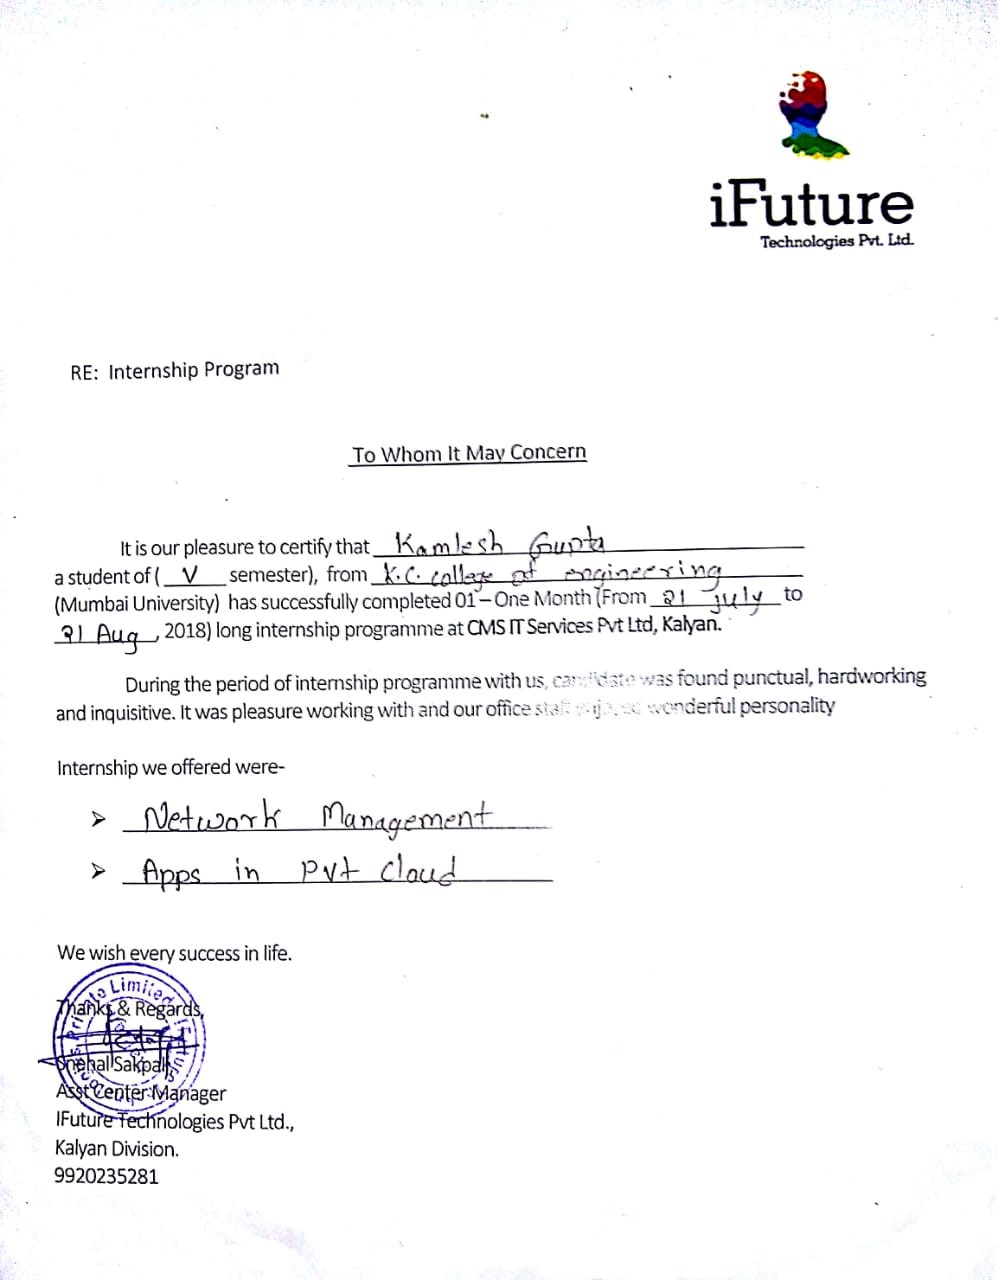 iFuture
Technologies Pvt. Ltd.
RE: Internship Program
To Whom It May Concern
It is our pleasure to certify that Kamlesh Gupta
a student of ( V semester), from K.C. college of engineering
(Mumbai University) has successfully completed 01 – One Month (From 21 July to
21 Aug , 2018) long internship programme at CMS IT Services Pvt Ltd, Kalyan.
During the period of internship programme with us, candidate was found punctual, hardworking
and inquisitive. It was pleasure working with and our office staff wonderful personality
Internship we offered were-
➢ Network Management
➢ Apps in Pvt Cloud
We wish every success in life.
Thanks & Regards,
Snehal Sakpal
Asst Center Manager
IFuture Technologies Pvt Ltd.,
Kalyan Division.
9920235281
Private Limited